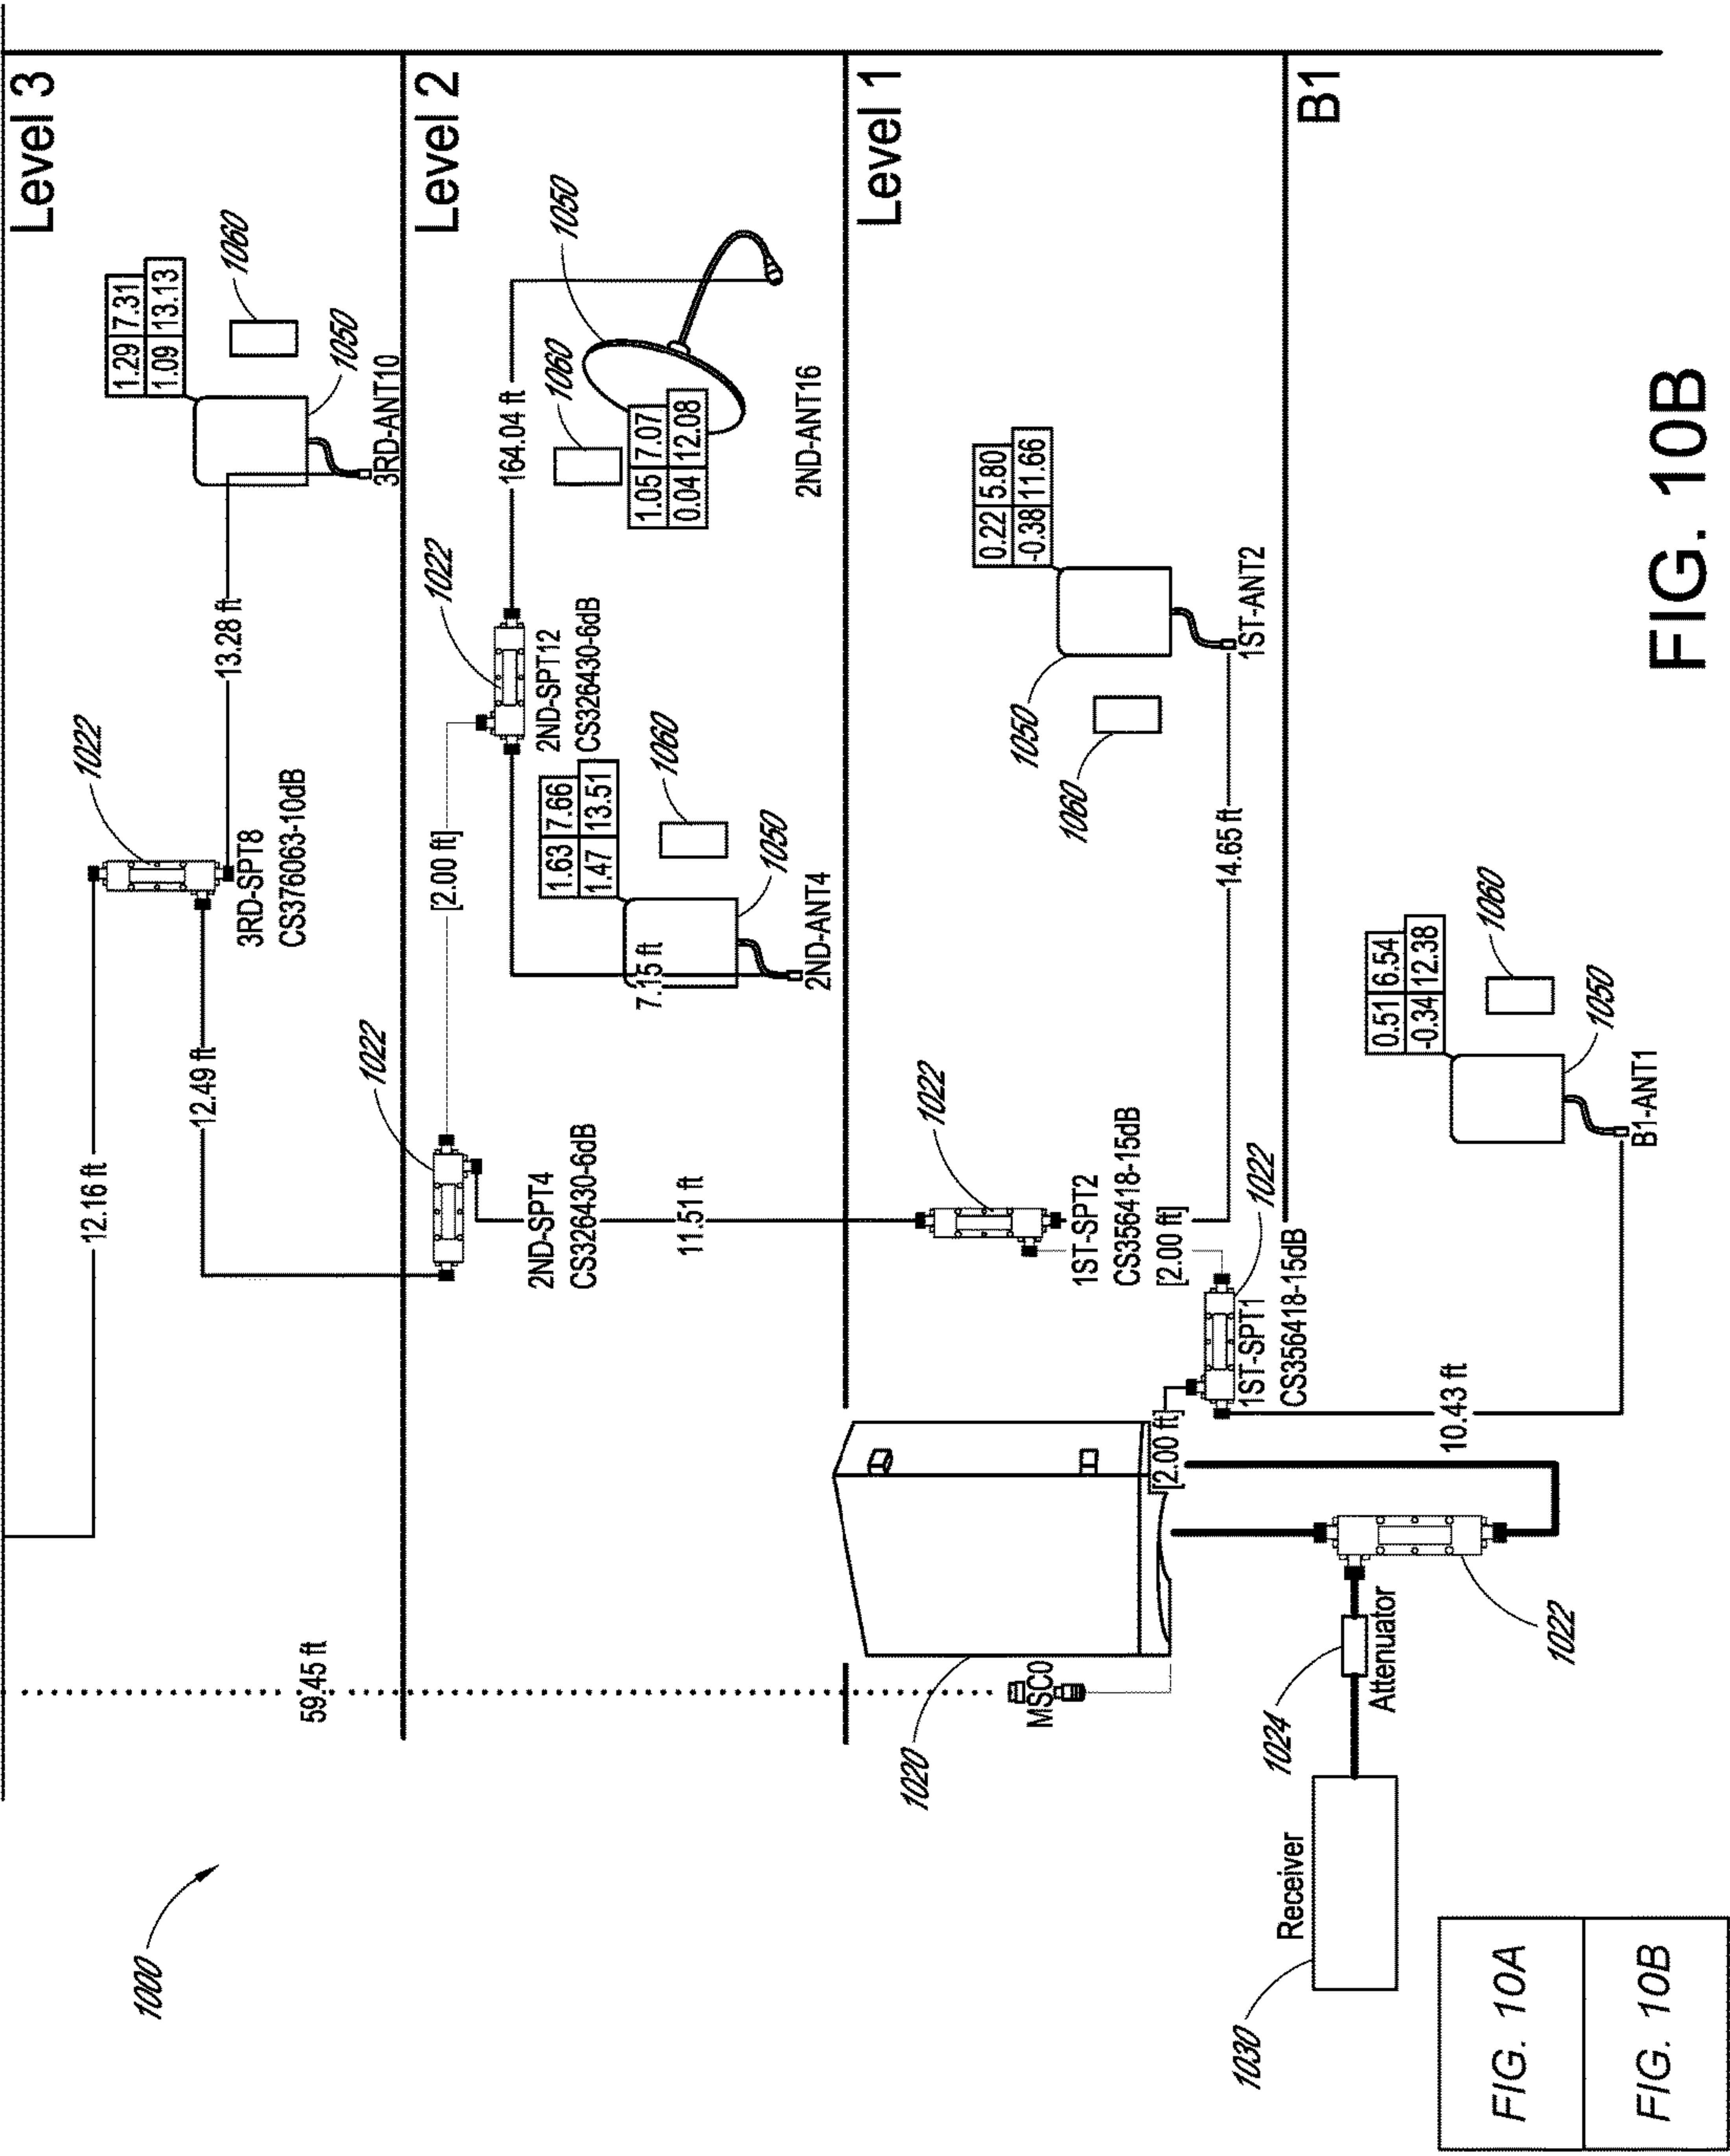 1000
Level 3
12.16 ft
1022
3RD-SPT8
CS376063-10dB
12.49 ft
13.28 ft
1.29 7.31
1.09 13.13
1060
1050
3RD-ANT10
59.45 ft
Level 2
1022
2ND-SPT4
CS326430-6dB
[2.00 ft]
1022
2ND-SPT12
CS326430-6dB
164.04 ft
1060
1050
1.05 7.07
0.04 12.08
2ND-ANT16
1.63 7.66
1.47 13.51
1060
1050
7.15 ft
2ND-ANT4
11.51 ft
Level 1
1020
MSC0
1022
1ST-SPT2
CS356418-15dB
[2.00 ft]
[2.00 ft]
1ST-SPT1
CS356418-15dB
1022
14.65 ft
0.22 5.80
-0.38 11.66
1050
1060
1ST-ANT2
B1
10.43 ft
0.51 6.54
-0.34 12.38
1060
1050
B1-ANT1
Receiver
1030
1024
Attenuator
1022
FIG. 10A
FIG. 10B
FIG. 10B